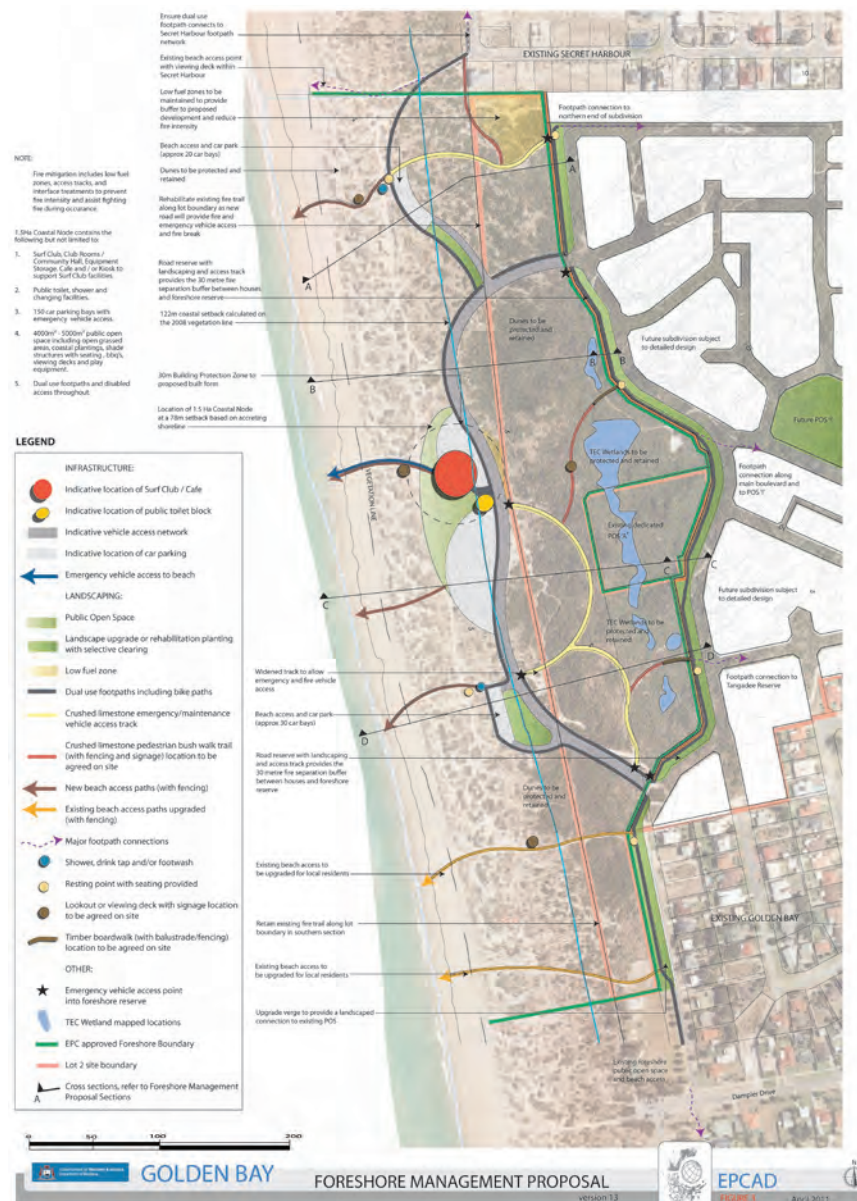 Ensure dual use
footpath connects to
Secret Harbour footpath
network
Existing beach access point
with viewing deck within
Secret Harbour
Low fuel zones to be
maintained to provide
buffer to proposed
development and reduce
fire intensity
Beach access and car park
(approx 20 car bays)
Dunes to be protected and
retained
Rehabilitate existing fire trail
along lot boundary as new
road will provide fire and
emergency vehicle access
and fire break
Road reserve with
landscaping and access track
provides the 30 metre fire
separation buffer between houses
and foreshore reserve
122m coastal setback calculated on
the 2008 vegetation line
30m Building Protection Zone to
proposed built form
Location of 1.5 Ha Coastal Node
at a 78m setback based on accreting
shoreline
NOTE:
Fire mitigation includes low fuel
zones, access tracks, and
interface treatments to prevent
fire intensity and assist fighting
fire during occurance.
1.5Ha Coastal Node contains the
following but not limited to:
1. Surf Club, Club Rooms /
Community Hall, Equipment
Storage, Cafe and / or Kiosk to
support Surf Club facilities.
2. Public toilet, shower and
changing facilities.
3. 150 car parking bays with
emergency vehicle access.
4. 4000m² - 5000m² public open
space including open grassed
areas, coastal plantings, shade
structures with seating , bbq's,
viewing decks and play
equipment.
5. Dual use footpaths and disabled
access throughout.
LEGEND
INFRASTRUCTURE:
Indicative location of Surf Club / Cafe
Indicative location of public toilet block
Indicative vehicle access network
Indicative location of car parking
Emergency vehicle access to beach
LANDSCAPING:
Public Open Space
Landscape upgrade or rehabilitation planting
with selective clearing
Low fuel zone
Dual use footpaths including bike paths
Crushed limestone emergency/maintenance
vehicle access track
Crushed limestone pedestrian bush walk trail
(with fencing and signage) location to be
agreed on site
New beach access paths (with fencing)
Existing beach access paths upgraded
(with fencing)
Major footpath connections
Shower, drink tap and/or footwash
Resting point with seating provided
Lookout or viewing deck with signage location
to be agreed on site
Timber boardwalk (with balustrade/fencing)
location to be agreed on site
OTHER:
Emergency vehicle access point
into foreshore reserve
TEC Wetland mapped locations
EPC approved Foreshore Boundary
Lot 2 site boundary
Cross sections, refer to Foreshore Management
Proposal Sections
A
EXISTING SECRET HARBOUR
Footpath connection to
northern end of subdivision
A
A
Dunes to be
protected and
retained
Future subdivision subject
to detailed design
B
B
B
Future POS 'I'
TEC Wetlands to be
protected and retained
Footpath connection along
main boulevard and
to POS 'I'
VEGETATION LINE
Existing dedicated
POS 'A'
C
C
C
Future subdivision subject
to detailed design
TEC Wetlands to be
protected and
retained
D
D
Footpath connection to
Tangadee Reserve
Widened track to allow
emergency and fire vehicle
access
Beach access and car park
(approx 30 car bays)
Road reserve with landscaping
and access track provides the
30 metre fire separation buffer
between houses and foreshore
reserve
Dunes to be
protected and
retained
Existing beach access to
be upgraded for local residents
Retain existing fire trail along lot
boundary in southern section
EXISTING GOLDEN BAY
Existing beach access to
be upgraded for local residents
Upgrade verge to provide a landscaped
connection to existing POS
Existing foreshore
public open space
and beach access
Dampier Drive
0 50 100 200
GOLDEN BAY
FORESHORE MANAGEMENT PROPOSAL
version 13
EPCAD
FIGURE 4
N